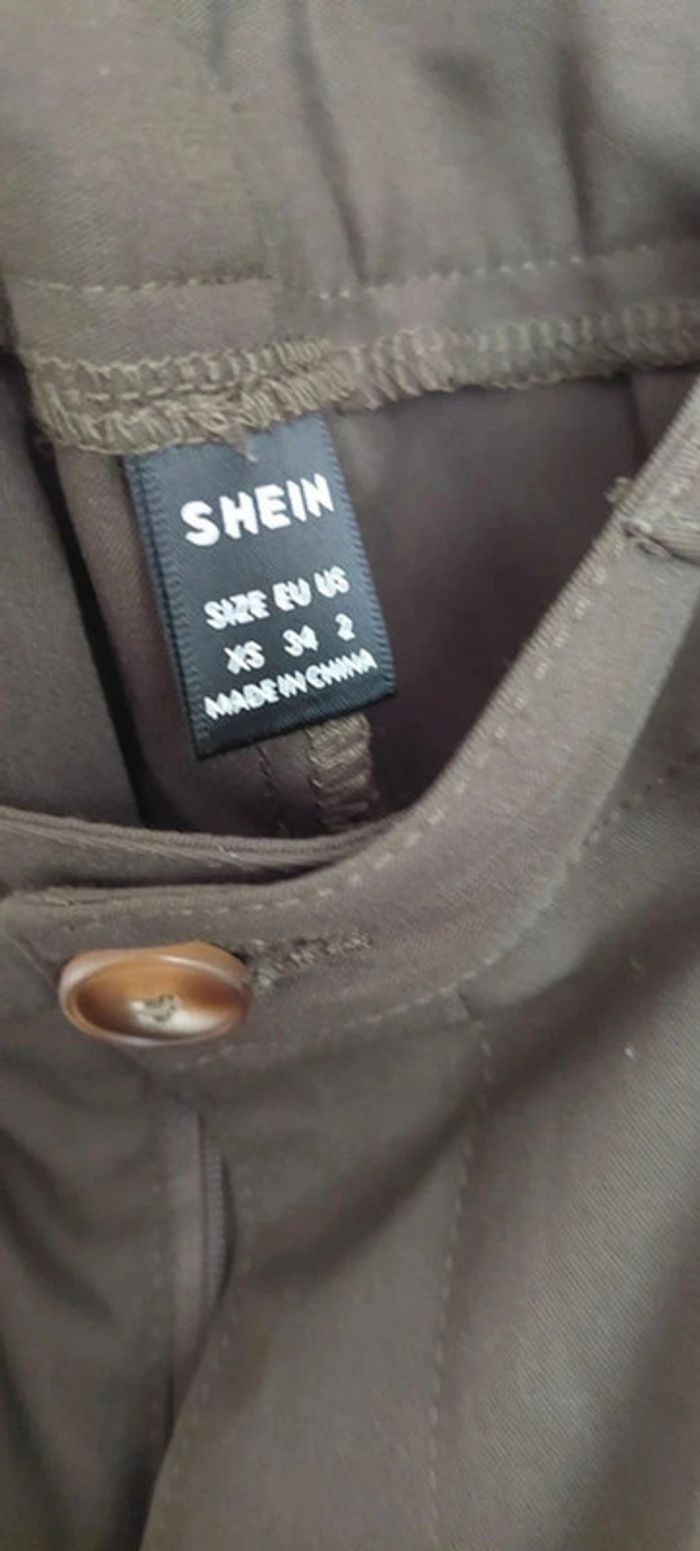 SHEIN
SIZE EU US
XS 34 2
MADE IN CHINA